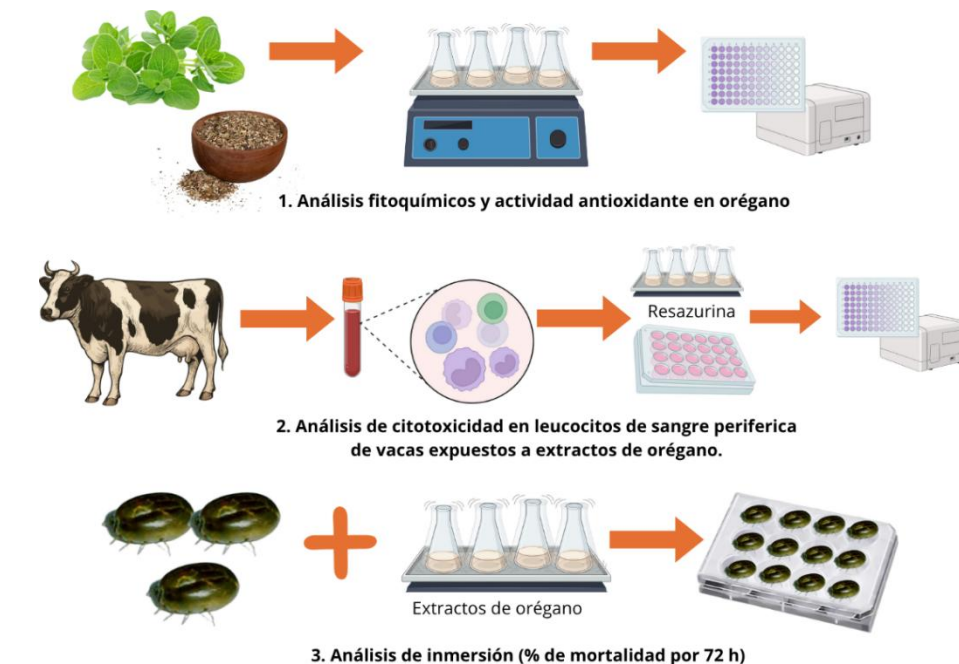 1. Análisis fitoquímicos y actividad antioxidante en orégano
Resazurina
2. Análisis de citotoxicidad en leucocitos de sangre periferica
de vacas expuestos a extractos de orégano.
Extractos de orégano
3. Análisis de inmersión (% de mortalidad por 72 h)